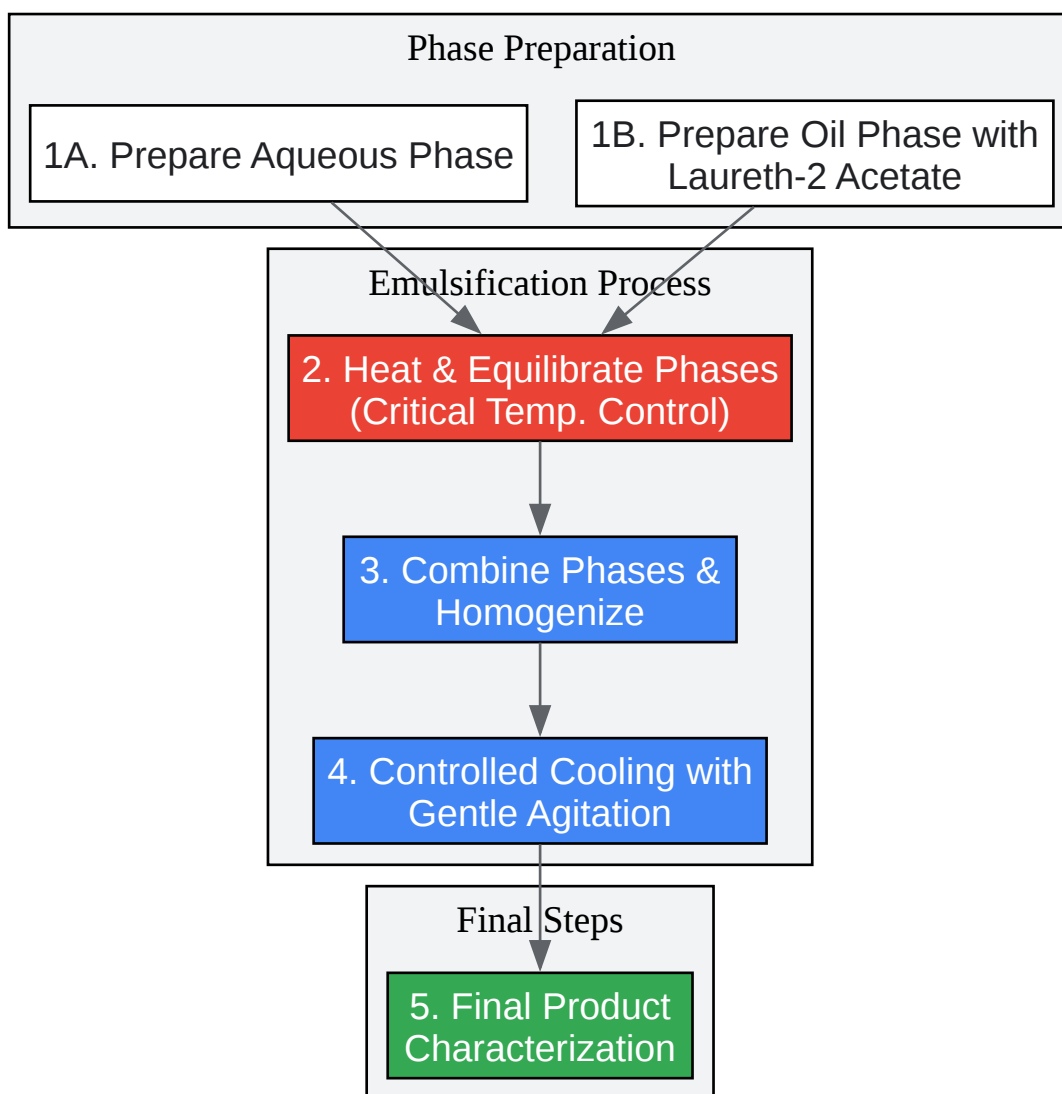 Phase Preparation
1A. Prepare Aqueous Phase
1B. Prepare Oil Phase with
Laureth-2 Acetate
Emulsification Process
2. Heat & Equilibrate Phases
(Critical Temp. Control)
3. Combine Phases &
Homogenize
4. Controlled Cooling with
Gentle Agitation
Final Steps
5. Final Product
Characterization